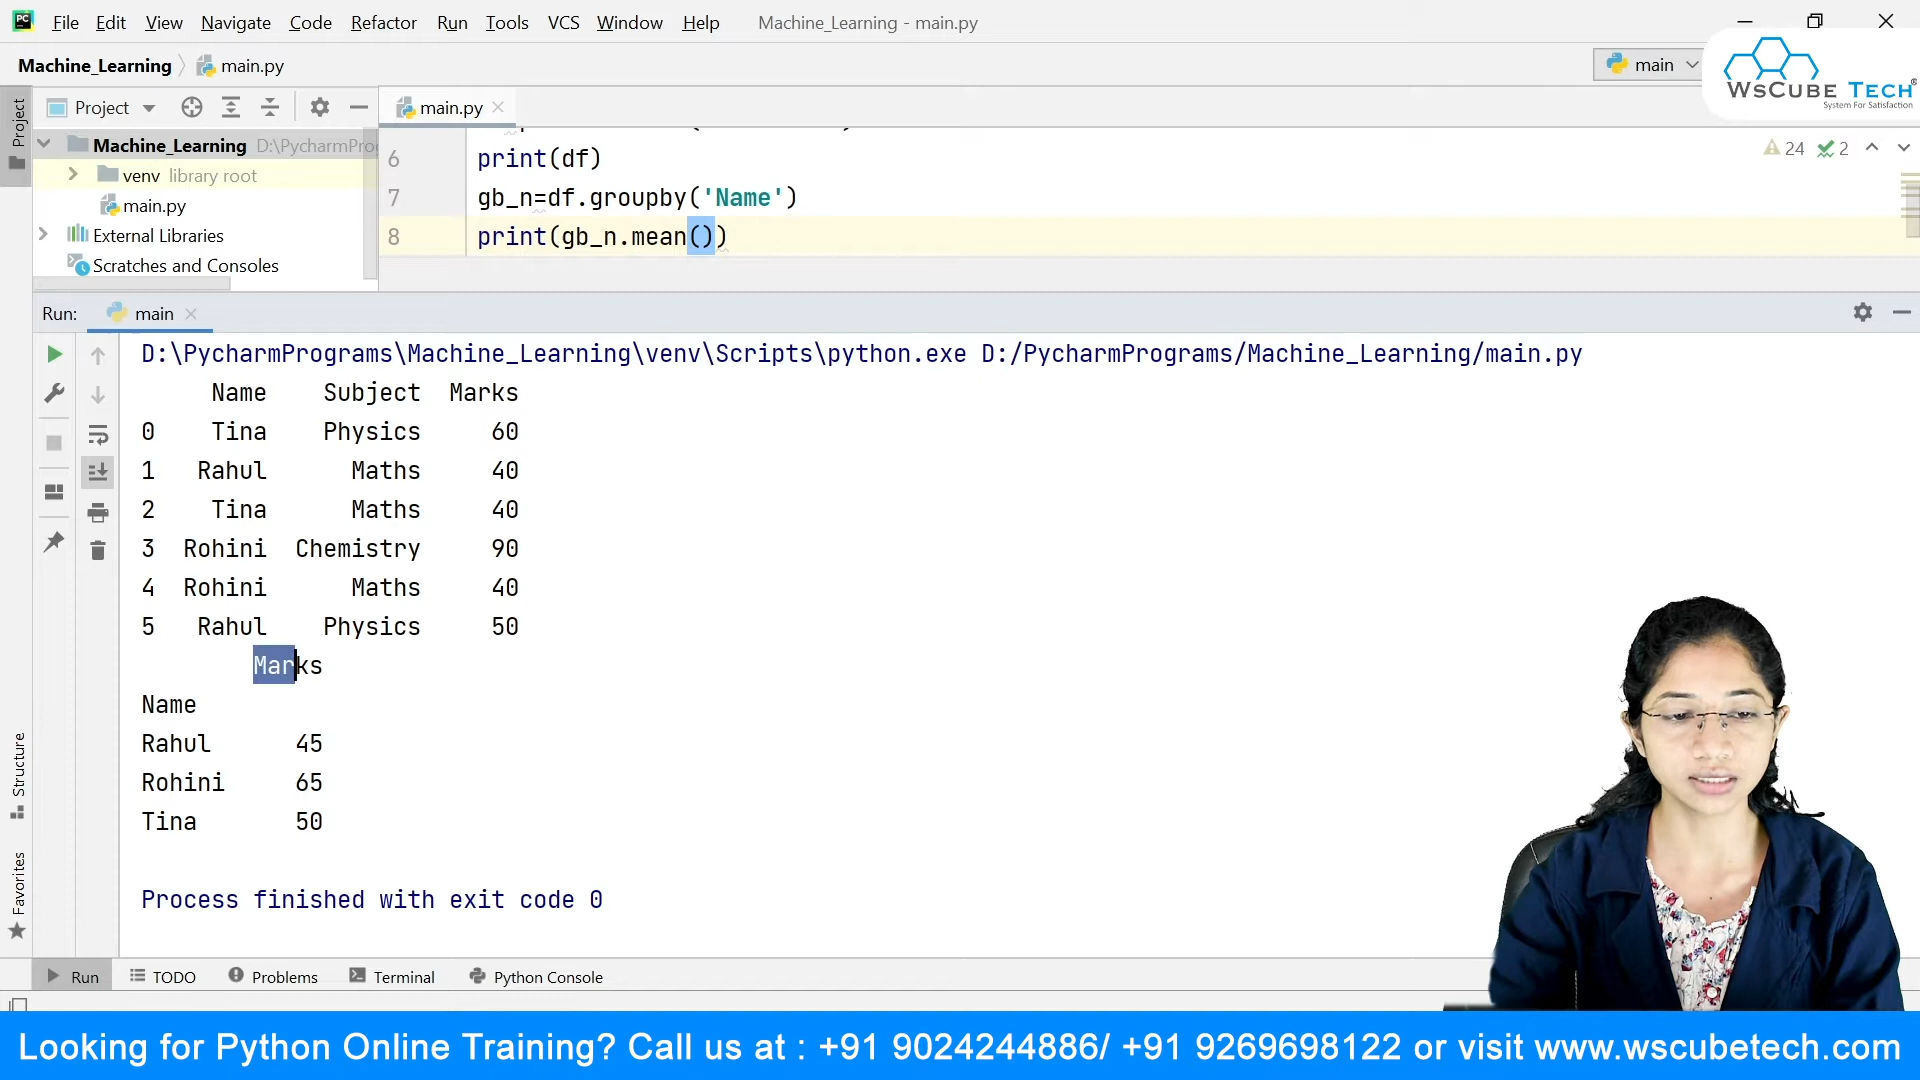 File Edit View Navigate Code Refactor Run Tools VCS Window Help Machine_Learning - main.py
Machine_Learning main.py
main
WsCube Tech®
System For Satisfaction
Project
Project
main.py
Machine_Learning D:\PycharmPro
venv library root
main.py
External Libraries
Scratches and Consoles
24 2
6 print(df)
7 gb_n=df.groupby('Name')
8 print(gb_n.mean())
Run: main
D:\PycharmPrograms\Machine_Learning\venv\Scripts\python.exe D:/PycharmPrograms/Machine_Learning/main.py
Name Subject Marks
0 Tina Physics 60
1 Rahul Maths 40
2 Tina Maths 40
3 Rohini Chemistry 90
4 Rohini Maths 40
5 Rahul Physics 50
Marks
Name
Rahul 45
Rohini 65
Tina 50
Process finished with exit code 0
Structure
Favorites
Run TODO Problems Terminal Python Console
Looking for Python Online Training? Call us at : +91 9024244886/ +91 9269698122 or visit www.wscubetech.com